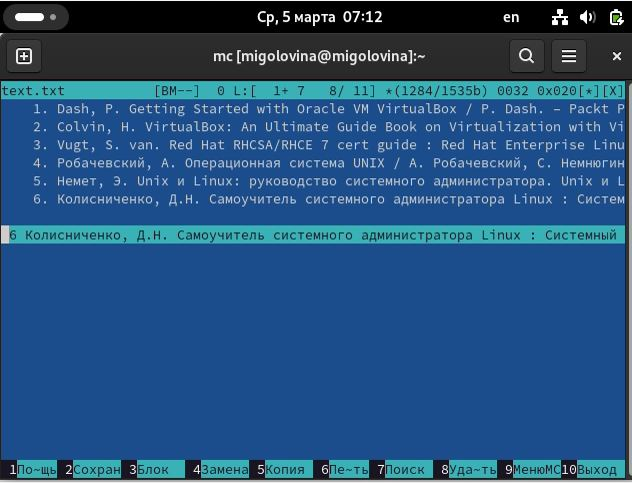 Ср, 5 марта 07:12
en
mc [migolovina@migolovina]:~
text.txt [BM--] 0 L:[ 1+ 7 8/ 11] *(1284/1535b) 0032 0x020[*][X]
1. Dash, P. Getting Started with Oracle VM VirtualBox / P. Dash. – Packt P
2. Colvin, H. VirtualBox: An Ultimate Guide Book on Virtualization with Vi
3. Vugt, S. van. Red Hat RHCSA/RHCE 7 cert guide : Red Hat Enterprise Linu
4. Робачевский, А. Операционная система UNIX / А. Робачевский, С. Немнюгин
5. Немет, Э. Unix и Linux: руководство системного администратора. Unix и L
6. Колисниченко, Д.Н. Самоучитель системного администратора Linux : Систем
6 Колисниченко, Д.Н. Самоучитель системного администратора Linux : Системный
1По~щь 2Сохран 3Блок 4Замена 5Копия 6Пе~ть 7Поиск 8Уда~ть 9МенюMC 10Выход